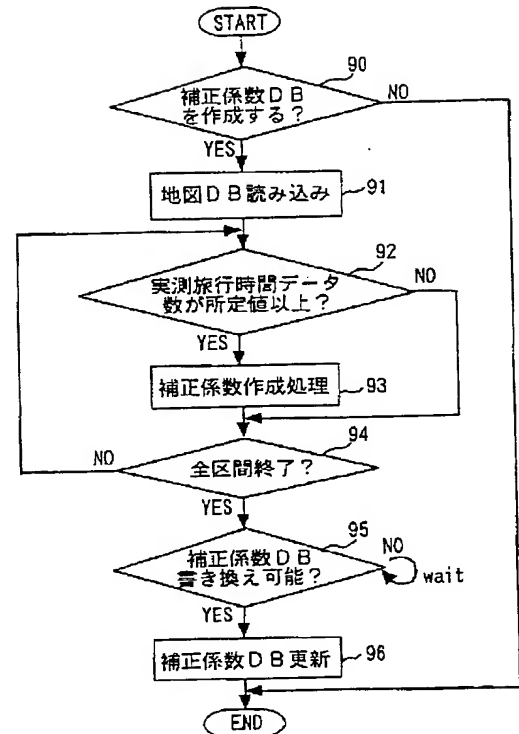 START
90
補正係数DB
を作成する?
NO
YES
地図DB読み込み
91
92
実測旅行時間データ
数が所定値以上?
NO
YES
補正係数作成処理
93
94
NO
全区間終了?
YES
95
補正係数DB
書き換え可能?
NO
wait
YES
補正係数DB更新
96
END